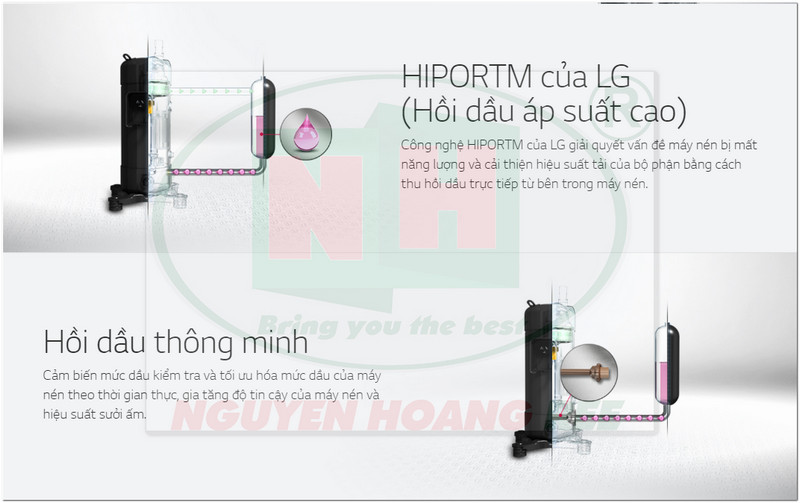 HIPORTM của LG
(Hồi dầu áp suất cao)
Công nghệ HIPORTM của LG giải quyết vấn đề máy nén bị mất
năng lượng và cải thiện hiệu suất tải của bộ phận bằng cách
thu hồi dầu trực tiếp từ bên trong máy nén.
®
NH
Bring you the best
Hồi dầu thông minh
Cảm biến mức dầu kiểm tra và tối ưu hóa mức dầu của máy
nén theo thời gian thực, gia tăng độ tin cậy của máy nén và
hiệu suất sưởi ấm.
NGUYEN HOANG